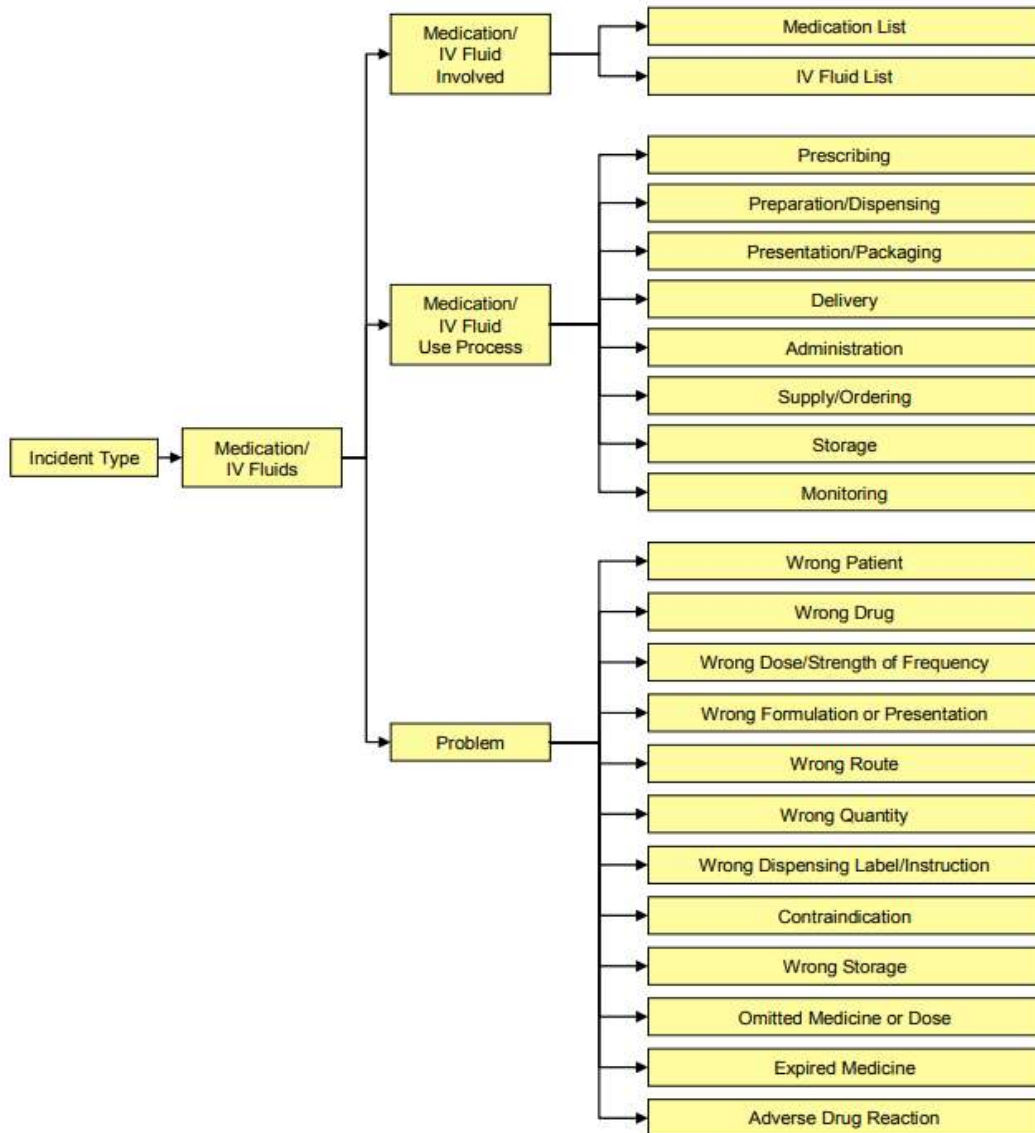 Medication/
IV Fluid
Involved
Medication List
IV Fluid List
Prescribing
Preparation/Dispensing
Presentation/Packaging
Medication/
IV Fluid
Use Process
Delivery
Administration
Supply/Ordering
Incident Type
Medication/
IV Fluids
Storage
Monitoring
Wrong Patient
Wrong Drug
Wrong Dose/Strength of Frequency
Wrong Formulation or Presentation
Problem
Wrong Route
Wrong Quantity
Wrong Dispensing Label/Instruction
Contraindication
Wrong Storage
Omitted Medicine or Dose
Expired Medicine
Adverse Drug Reaction